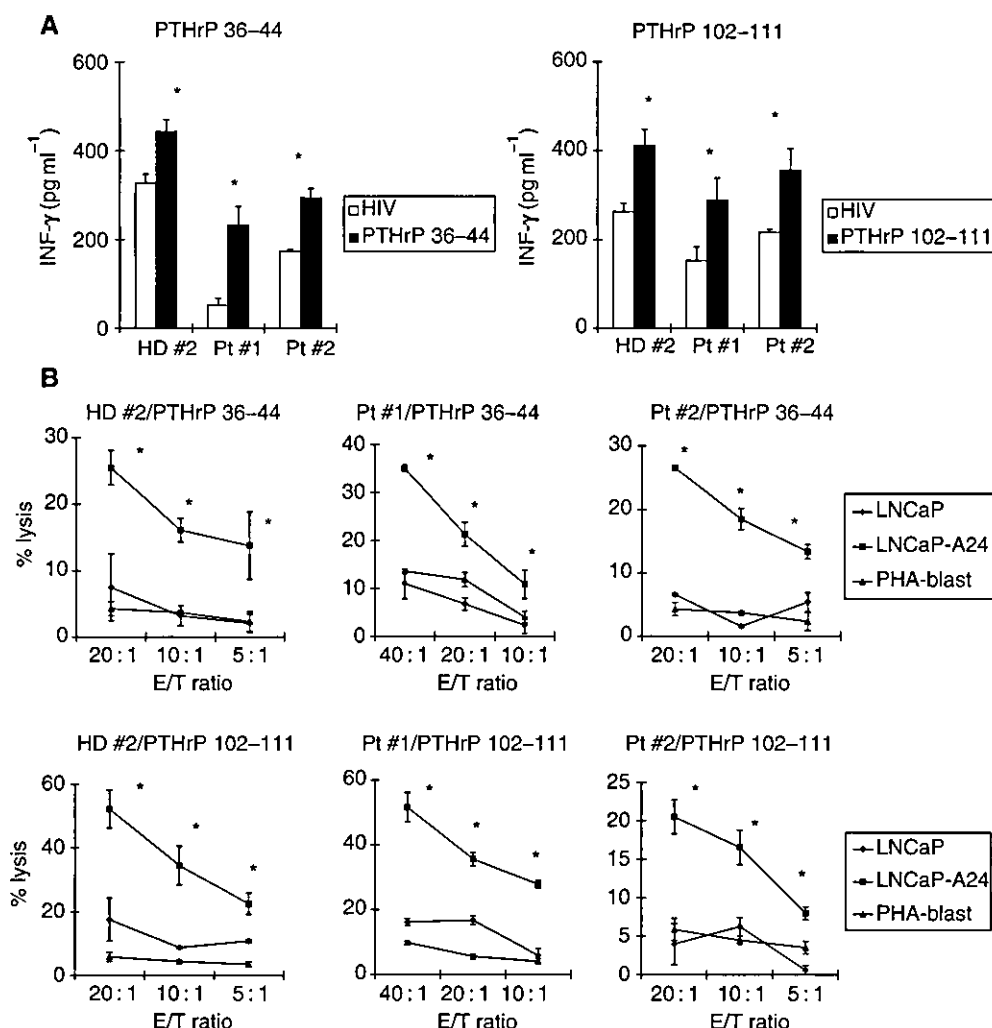 A
PTHrP 36–44
INF-γ (pg ml⁻¹)
600
400
200
0
HD #2 Pt #1 Pt #2
*
*
*
HIV
PTHrP 36–44
PTHrP 102–111
INF-γ (pg ml⁻¹)
600
400
200
0
HD #2 Pt #1 Pt #2
*
*
*
HIV
PTHrP 102–111
B
HD #2/PTHrP 36–44
% lysis
30
20
10
0
20 : 1 10 : 1 5 : 1
E/T ratio
*
*
*
Pt #1/PTHrP 36–44
40
30
20
10
0
40 : 1 20 : 1 10 : 1
E/T ratio
*
*
*
Pt #2/PTHrP 36–44
30
20
10
0
20 : 1 10 : 1 5 : 1
E/T ratio
*
*
*
LNCaP
LNCaP-A24
PHA-blast
HD #2/PTHrP 102–111
% lysis
60
40
20
0
20 : 1 10 : 1 5 : 1
E/T ratio
*
*
*
Pt #1/PTHrP 102–111
60
40
20
0
40 : 1 20 : 1 10 : 1
E/T ratio
*
*
*
Pt #2/PTHrP 102–111
25
20
15
10
5
0
20 : 1 10 : 1 5 : 1
E/T ratio
*
*
*
LNCaP
LNCaP-A24
PHA-blast